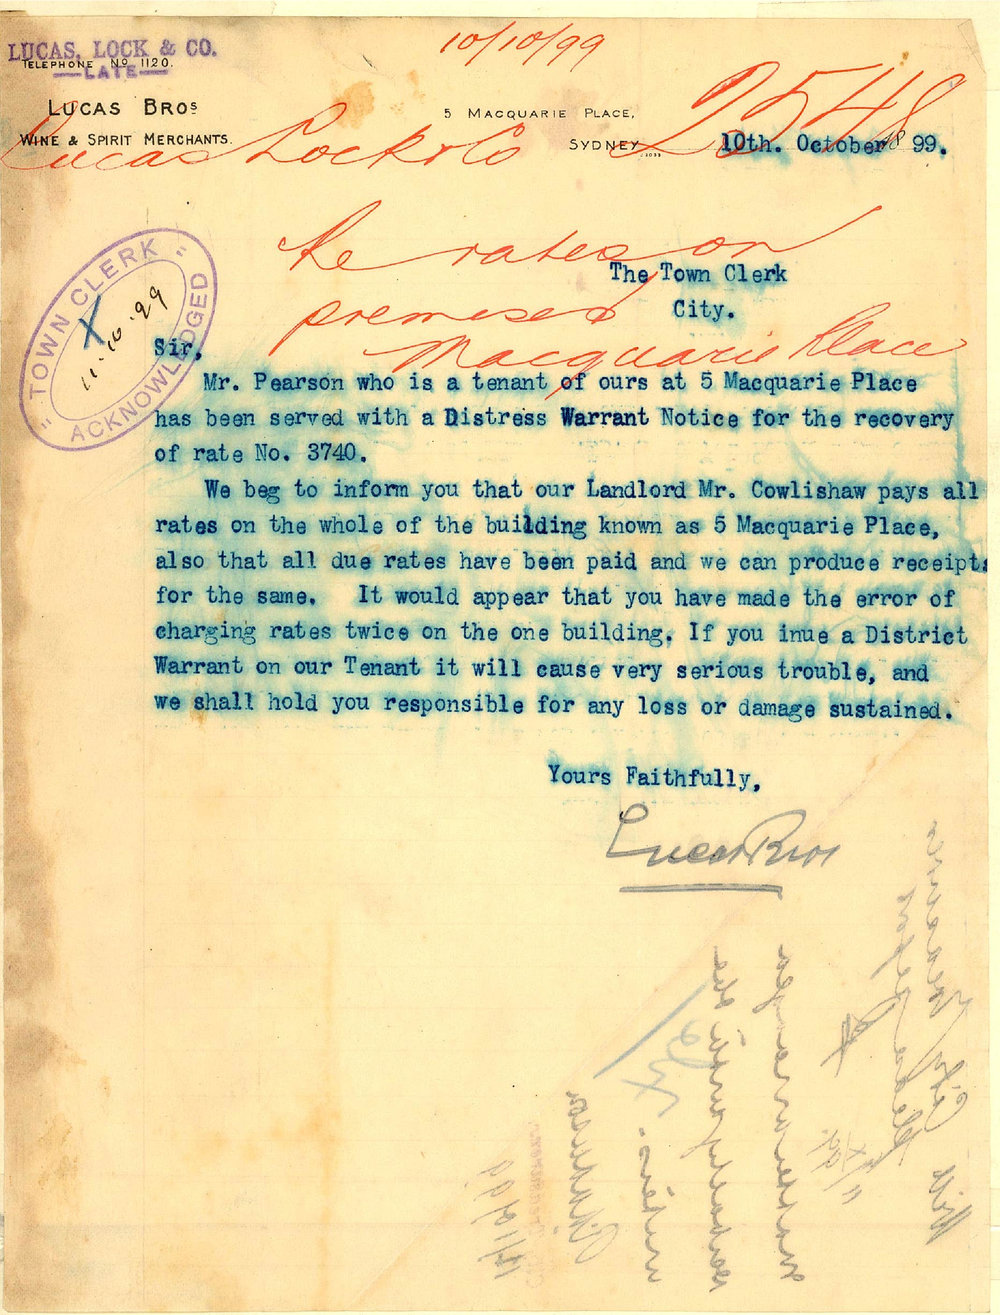 10/10/99
LUCAS, LOCK & CO.
TELEPHONE No 1120.
—LATE—
LUCAS BROS
WINE & SPIRIT MERCHANTS.
5 MACQUARIE PLACE,
SYDNEY 10th. October 18 99.
2548
Lucas Lock & Co
re rates on
premises
Macquarie Place
" TOWN CLERK "
11.10.99
ACKNOWLEDGED
The Town Clerk
City.
Sir,
Mr. Pearson who is a tenant of ours at 5 Macquarie Place
has been served with a Distress Warrant Notice for the recovery
of rate No. 3740.
We beg to inform you that our Landlord Mr. Cowlishaw pays all
rates on the whole of the building known as 5 Macquarie Place,
also that all due rates have been paid and we can produce receipts
for the same. It would appear that you have made the error of
charging rates twice on the one building. If you inue a District
Warrant on our Tenant it will cause very serious trouble, and
we shall hold you responsible for any loss or damage sustained.
Yours Faithfully,
Lucas Bros